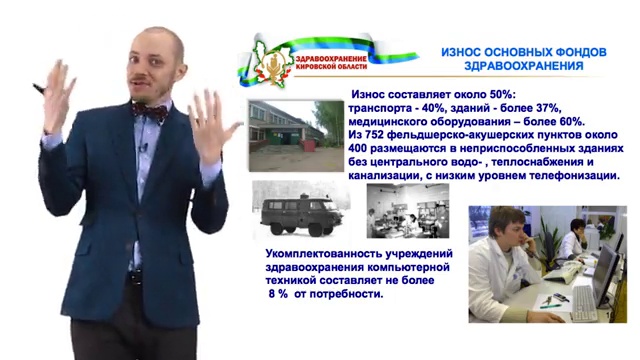 ЗДРАВООХРАНЕНИЕ
КИРОВСКОЙ ОБЛАСТИ
ИЗНОС ОСНОВНЫХ ФОНДОВ
ЗДРАВООХРАНЕНИЯ
Износ составляет около 50%:
транспорта - 40%, зданий - более 37%,
медицинского оборудования – более 60%.
Из 752 фельдшерско-акушерских пунктов около
400 размещаются в неприспособленных зданиях
без центрального водо- , теплоснабжения и
канализации, с низким уровнем телефонизации.
Укомплектованность учреждений
здравоохранения компьютерной
техникой составляет не более
8 % от потребности.